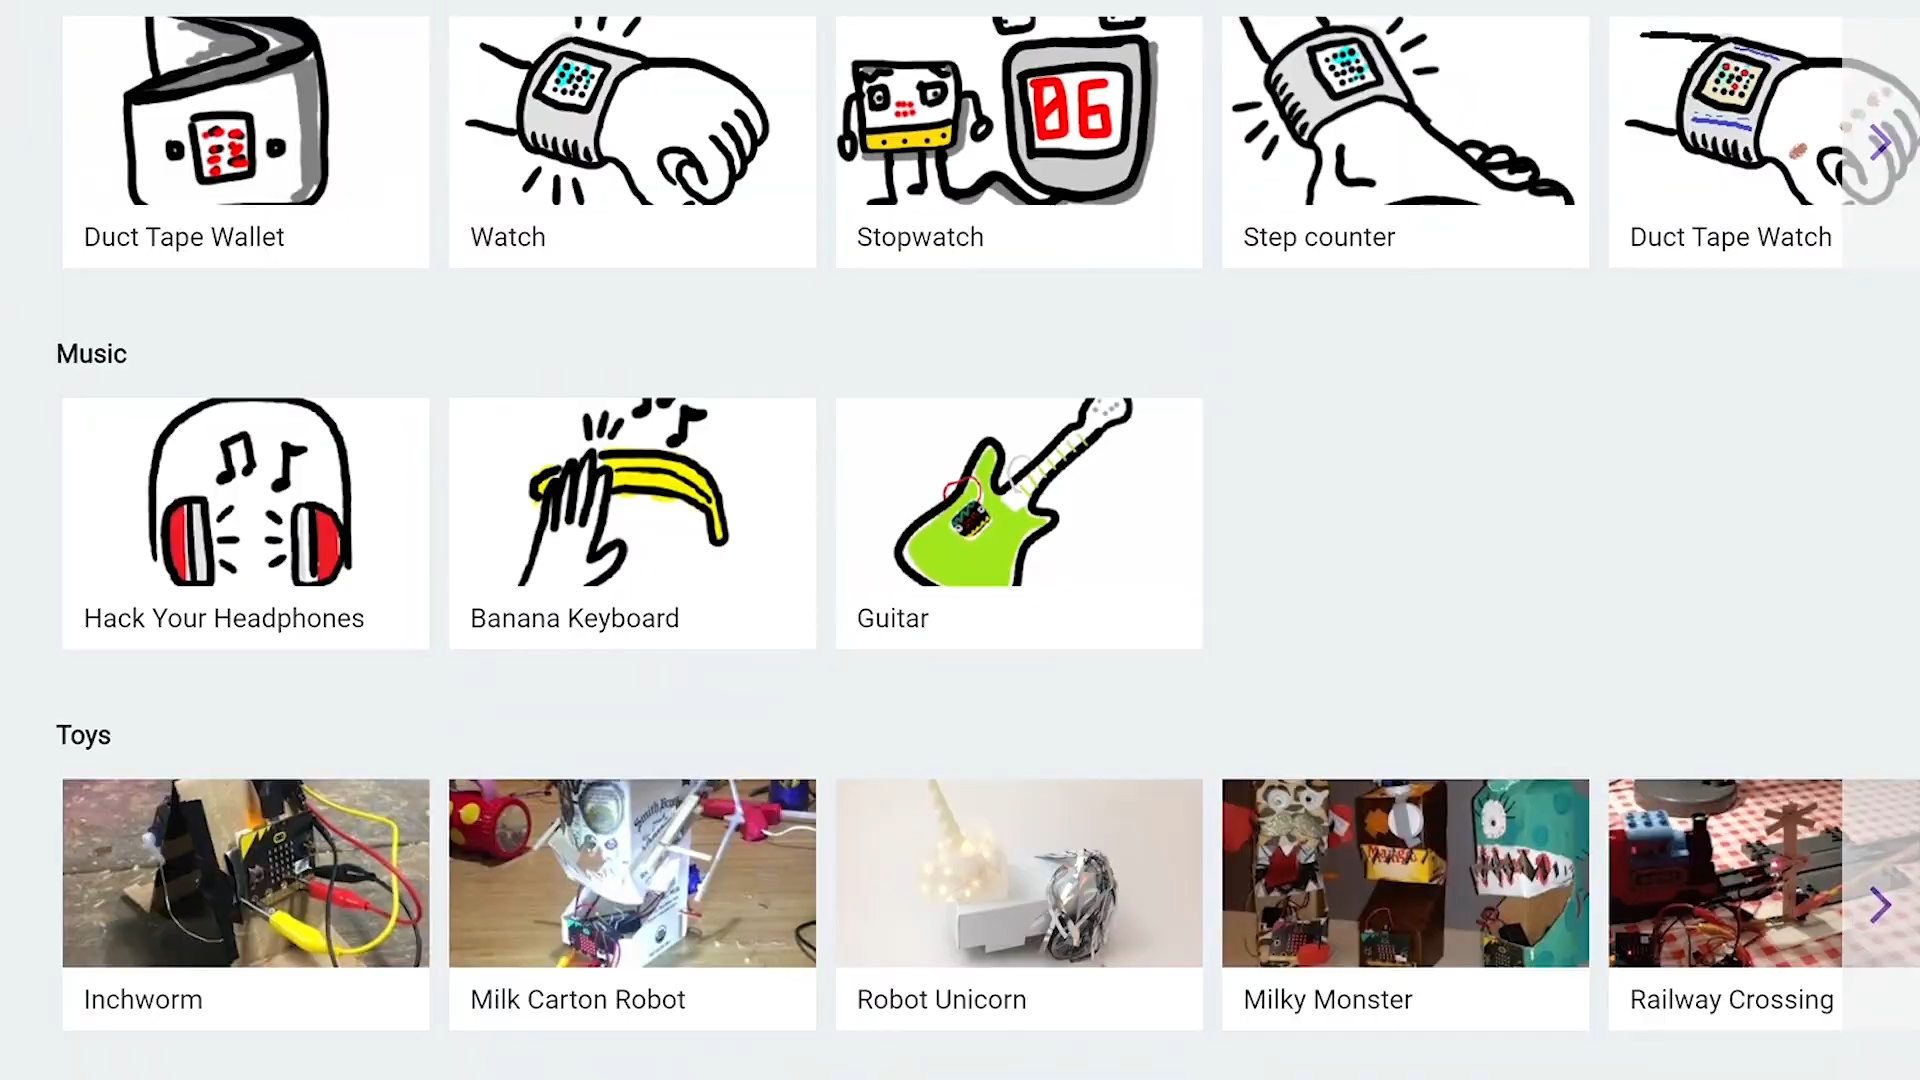 06
Duct Tape Wallet
Watch
Stopwatch
Step counter
Duct Tape Watch
Music
Hack Your Headphones
Banana Keyboard
Guitar
Toys
Inchworm
Milk Carton Robot
Robot Unicorn
Milky Monster
Railway Crossing